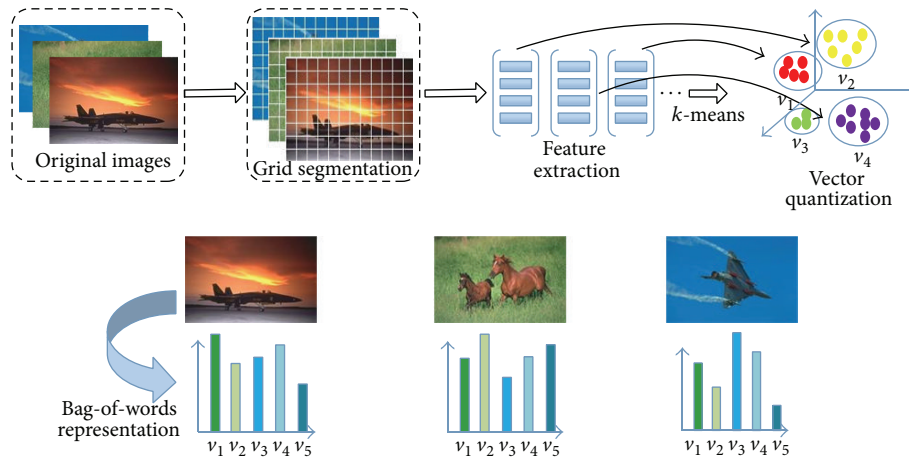 Original images
Grid segmentation
Feature
extraction
...
k-means
v1
v2
v3
v4
Vector
quantization
Bag-of-words
representation
v1 v2 v3 v4 v5
v1 v2 v3 v4 v5
v1 v2 v3 v4 v5